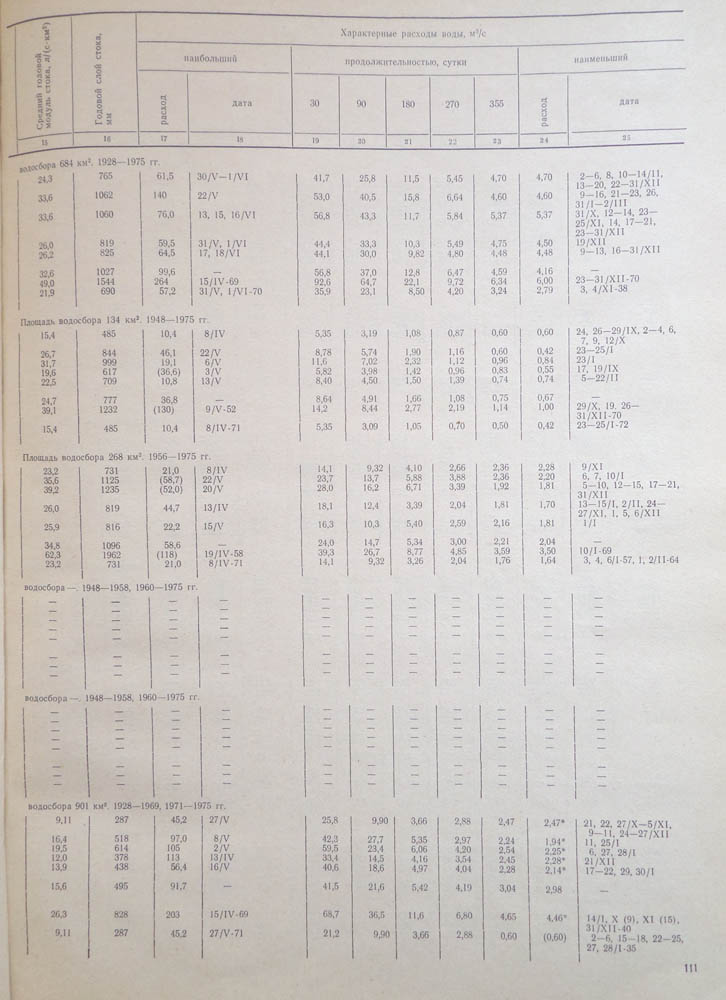 Средний годовой модуль стока, л/(с·км²)
Годовой слой стока, мм
Характерные расходы воды, м³/с
наибольший
продолжительностью, сутки
наименьший
расход дата 30 90 180 270 355 расход дата
15 16 17 18 19 20 21 22 23 24 25
водосбора 684 км². 1928—1975 гг.
24,3 765 61,5 30/V—1/VI 41,7 25,8 11,5 5,45 4,70 4,70 2—6, 8, 10—14/II,
13—20, 22—31/XII
33,6 1062 140 22/V 53,0 40,5 15,8 6,64 4,60 4,60 9—16, 21—23, 26,
31/I—2/III
33,6 1060 76,0 13, 15, 16/VI 56,8 43,3 11,7 5,84 5,37 5,37 31/X, 12—14, 23—
25/XI, 14, 17—21,
23—31/XII
26,0 819 59,5 31/V, 1/VI 44,4 33,3 10,3 5,49 4,75 4,50 19/XII
26,2 825 64,5 17, 18/VI 44,1 30,0 9,82 4,80 4,48 4,48 9—13, 16—31/XII
32,6 1027 99,6 — 56,8 37,0 12,8 6,47 4,59 4,16 —
49,0 1544 264 15/IV-69 92,6 64,7 22,1 9,72 6,34 6,00 23—31/XII-70
21,9 690 57,2 31/V, 1/VI-70 35,9 23,1 8,50 4,20 3,24 2,79 3, 4/XI-38
Площадь водосбора 134 км². 1948—1975 гг.
15,4 485 10,4 8/IV 5,35 3,19 1,08 0,87 0,60 0,60 24, 26—29/IX, 2—4, 6,
7, 9, 12/X
26,7 844 46,1 22/V 8,78 5,74 1,90 1,16 0,60 0,42 23—25/I
31,7 999 19,1 6/V 11,6 7,02 2,32 1,12 0,96 0,84 23/I
19,6 617 (36,6) 3/V 5,82 3,98 1,42 0,96 0,83 0,55 17, 19/IX
22,5 709 10,8 13/V 8,40 4,50 1,50 1,39 0,74 0,74 5—22/II
24,7 777 36,8 — 8,64 4,91 1,66 1,08 0,75 0,67 —
39,1 1232 (130) 9/V-52 14,2 8,44 2,77 2,19 1,14 1,00 29/X, 19, 26—
31/XII-70
15,4 485 10,4 8/IV-71 5,35 3,09 1,05 0,70 0,50 0,42 23—25/I-72
Площадь водосбора 268 км². 1956—1975 гг.
23,2 731 21,0 8/IV 14,1 9,32 4,10 2,66 2,36 2,28 9/XI
35,6 1125 (58,7) 22/V 23,7 13,7 5,88 3,88 2,36 2,20 6, 7, 10/I
39,2 1235 (52,0) 20/V 28,0 16,2 6,71 3,39 1,92 1,81 5—10, 12—15, 17—21,
31/XII
26,0 819 44,7 13/IV 18,1 12,4 3,39 2,04 1,81 1,70 13—15/I, 2/II, 24—
27/XI, 1, 5, 6/XII
25,9 816 22,2 15/V 16,3 10,3 5,40 2,59 2,16 1,81 1/I
34,8 1096 58,6 — 24,0 14,7 5,34 3,00 2,21 2,04 —
62,3 1962 (118) 19/IV-58 39,3 26,7 8,77 4,85 3,59 3,50 10/I-69
23,2 731 21,0 8/IV-71 14,1 9,32 3,26 2,04 1,76 1,64 3, 4, 6/I-57, 1, 2/II-64
водосбора —. 1948—1958, 1960—1975 гг.
— — — — — — — — — — —
— — — — — — — — — — —
— — — — — — — — — — —
— — — — — — — — — — —
— — — — — — — — — — —
— — — — — — — — — — —
— — — — — — — — — — —
— — — — — — — — — — —
водосбора —. 1948—1958, 1960—1975 гг.
— — — — — — — — — — —
— — — — — — — — — — —
— — — — — — — — — — —
— — — — — — — — — — —
— — — — — — — — — — —
— — — — — — — — — — —
— — — — — — — — — — —
— — — — — — — — — — —
водосбора 901 км². 1928—1969, 1971—1975 гг.
9,11 287 45,2 27/V 25,8 9,90 3,66 2,88 2,47 2,47* 21, 22, 27/X—5/XI,
9—11, 24—27/XII
16,4 518 97,0 8/V 42,3 27,7 5,35 2,97 2,24 1,94* 11, 25/I
19,5 614 105 2/V 59,5 23,4 6,06 4,20 2,54 2,25* 6, 27, 28/I
12,0 378 113 13/IV 33,4 14,5 4,16 3,54 2,45 2,28* 21/XII
13,9 438 56,4 16/V 40,6 18,6 4,97 4,04 2,28 2,14* 17—22, 29, 30/I
15,6 495 91,7 — 41,5 21,6 5,42 4,19 3,04 2,98 —
26,3 828 203 15/IV-69 68,7 36,5 11,6 6,80 4,65 4,46* 14/I, X (9), XI (15),
31/XII-40
9,11 287 45,2 27/V-71 21,2 9,90 3,66 2,88 0,60 (0,60) 2—6, 15—18, 22—25,
27, 28/I-35
111